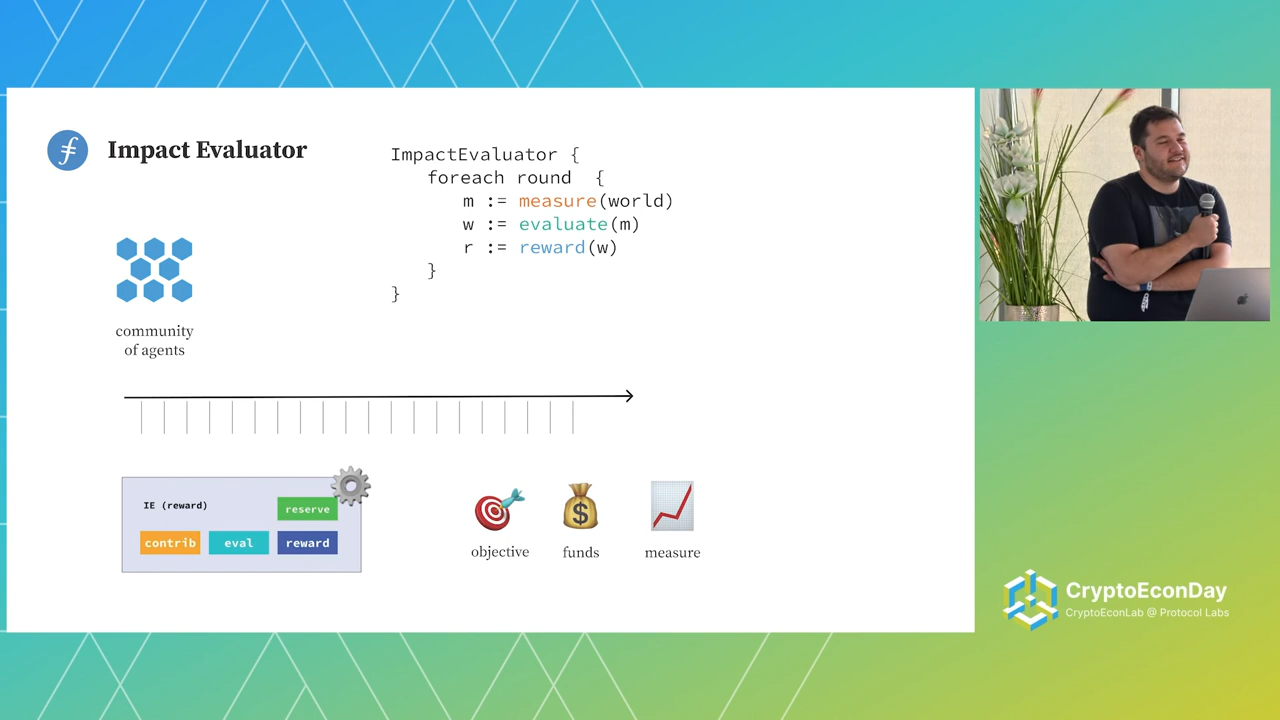 Impact Evaluator
ImpactEvaluator {
foreach round {
m := measure(world)
w := evaluate(m)
r := reward(w)
}
}
community
of agents
IE (reward)
reserve
contrib
eval
reward
objective
funds
measure
CryptoEconDay
CryptoEconLab @ Protocol Labs